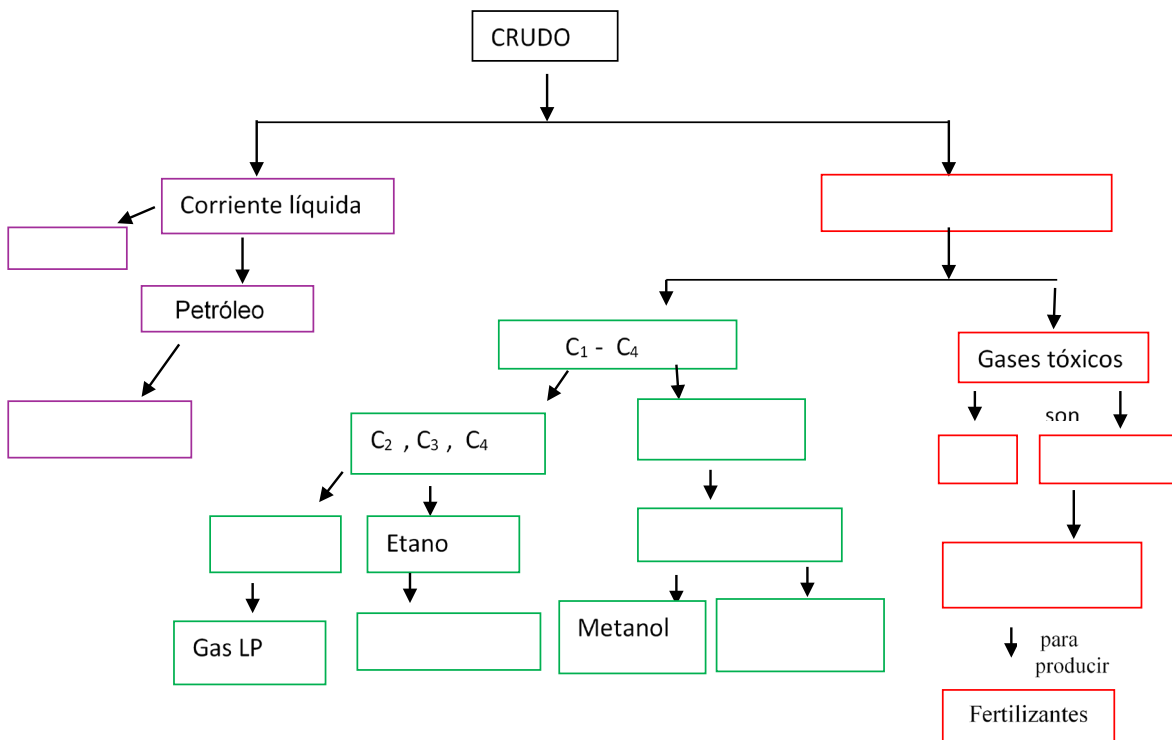 CRUDO
Corriente líquida
Petróleo
C₁ - C₄
Gases tóxicos
son
C₂ , C₃ , C₄
Etano
Gas LP
Metanol
para
producir
Fertilizantes